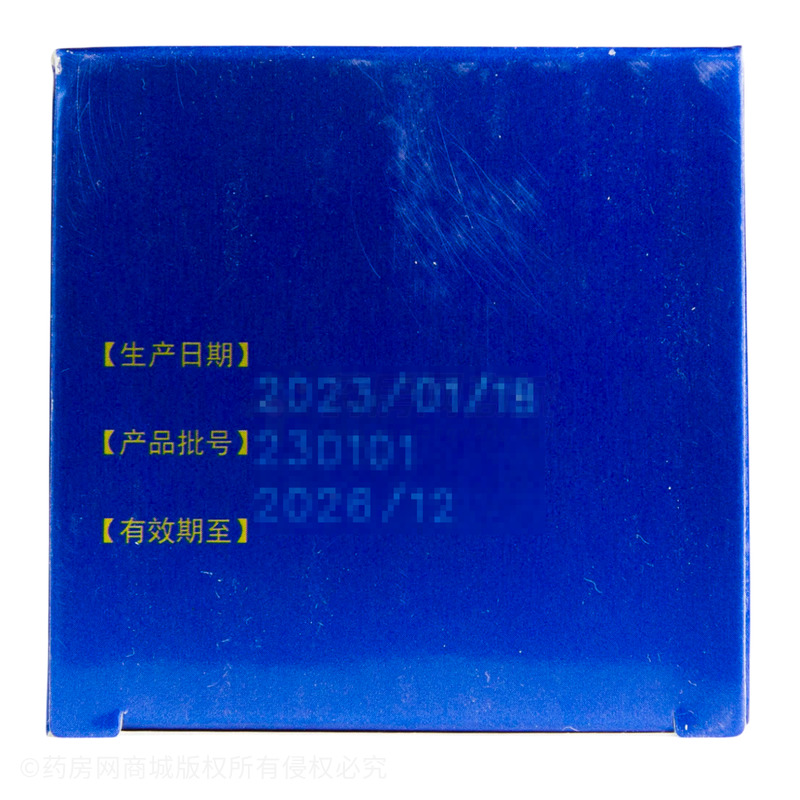 【生产日期】
2023/01/19
【产品批号】
230101
2026/12
【有效期至】
©药房网商城版权所有侵权必究